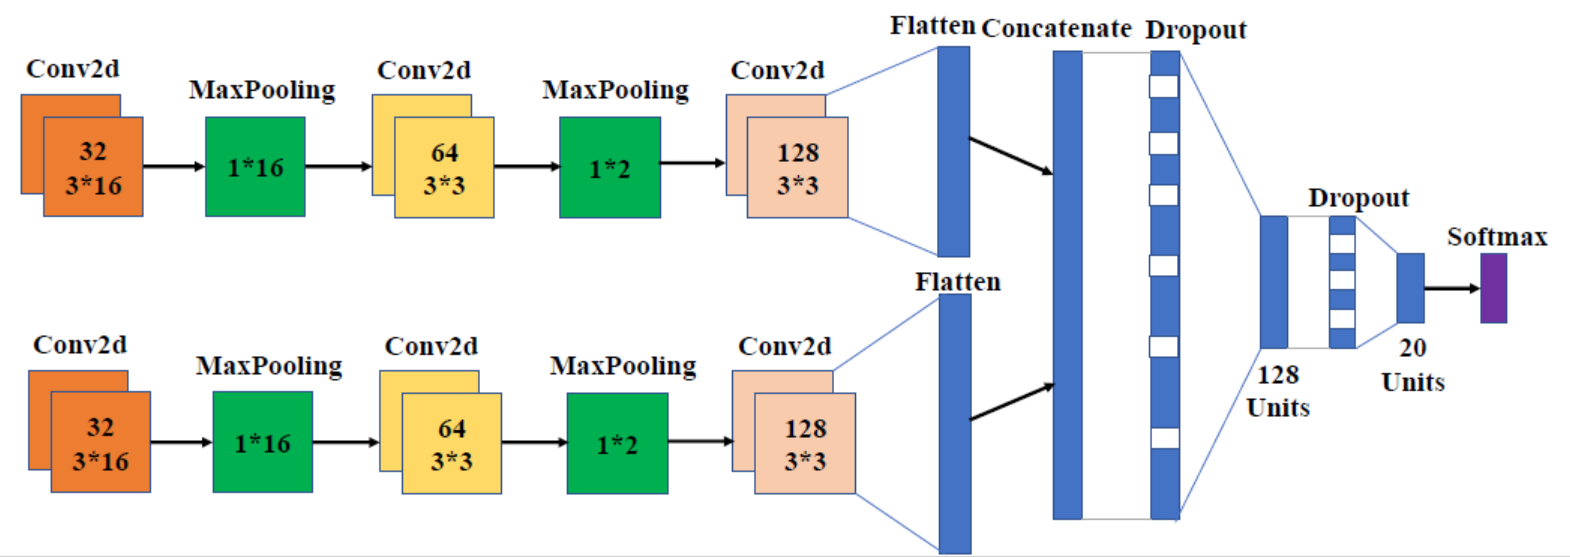 Conv2d
32
3*16
MaxPooling
1*16
Conv2d
64
3*3
MaxPooling
1*2
Conv2d
128
3*3
Flatten
Concatenate
Dropout
Conv2d
32
3*16
MaxPooling
1*16
Conv2d
64
3*3
MaxPooling
1*2
Conv2d
128
3*3
Flatten
128
Units
Dropout
20
Units
Softmax